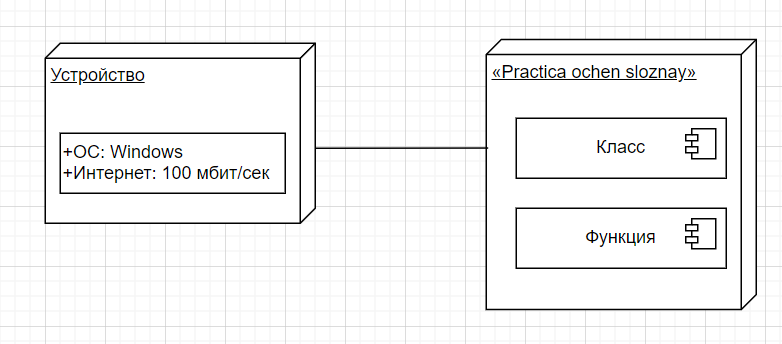 Устройство
+ОС: Windows
+Интернет: 100 мбит/сек
«Practica ochen sloznay»
Класс
Функция